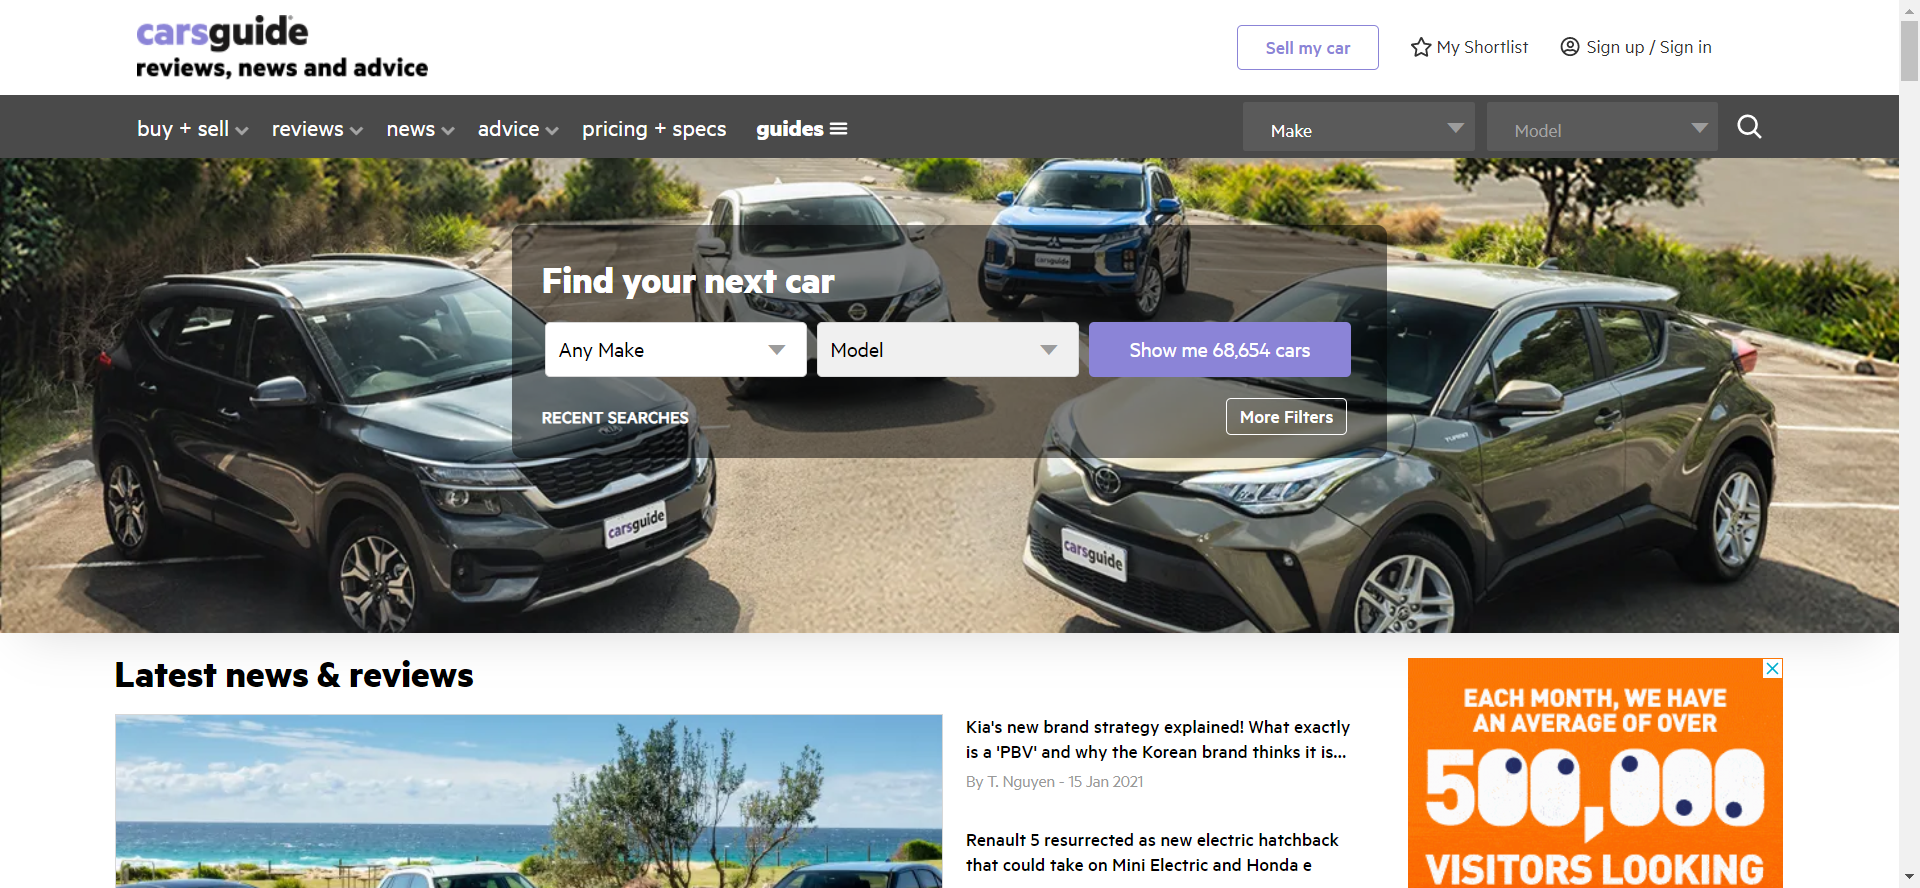 carsguide
reviews, news and advice
Sell my car
My Shortlist
Sign up / Sign in
buy + sell
reviews
news
advice
pricing + specs
guides
Make
Model
Find your next car
Any Make
Model
Show me 68,654 cars
RECENT SEARCHES
More Filters
carsguide
carsguide
carsguide
Latest news & reviews
Kia's new brand strategy explained! What exactly
is a 'PBV' and why the Korean brand thinks it is...
By T. Nguyen - 15 Jan 2021
Renault 5 resurrected as new electric hatchback
that could take on Mini Electric and Honda e
EACH MONTH, WE HAVE
AN AVERAGE OF OVER
500,000
VISITORS LOOKING